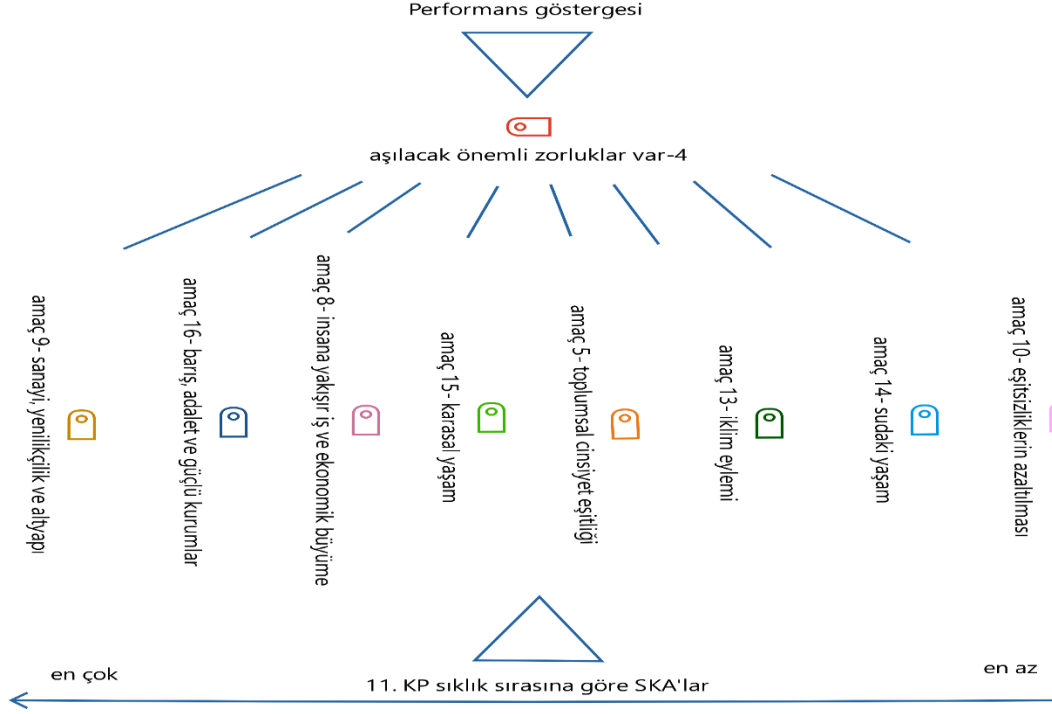 Performans göstergesi
aşılacak önemli zorluklar var-4
amaç 9- sanayi, yenilikçilik ve altyapı
amaç 16- barış, adalet ve güçlü kurumlar
amaç 8- insana yakışır iş ve ekonomik büyüme
amaç 15- karasal yaşam
amaç 5- toplumsal cinsiyet eşitliği
amaç 13- iklim eylemi
amaç 14- sudaki yaşam
amaç 10- eşitsizliklerin azaltılması
en çok
11. KP sıklık sırasına göre SKA'lar
en az